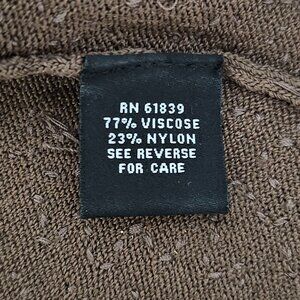 RN 61839
77% VISCOSE
23% NYLON
SEE REVERSE
FOR CARE